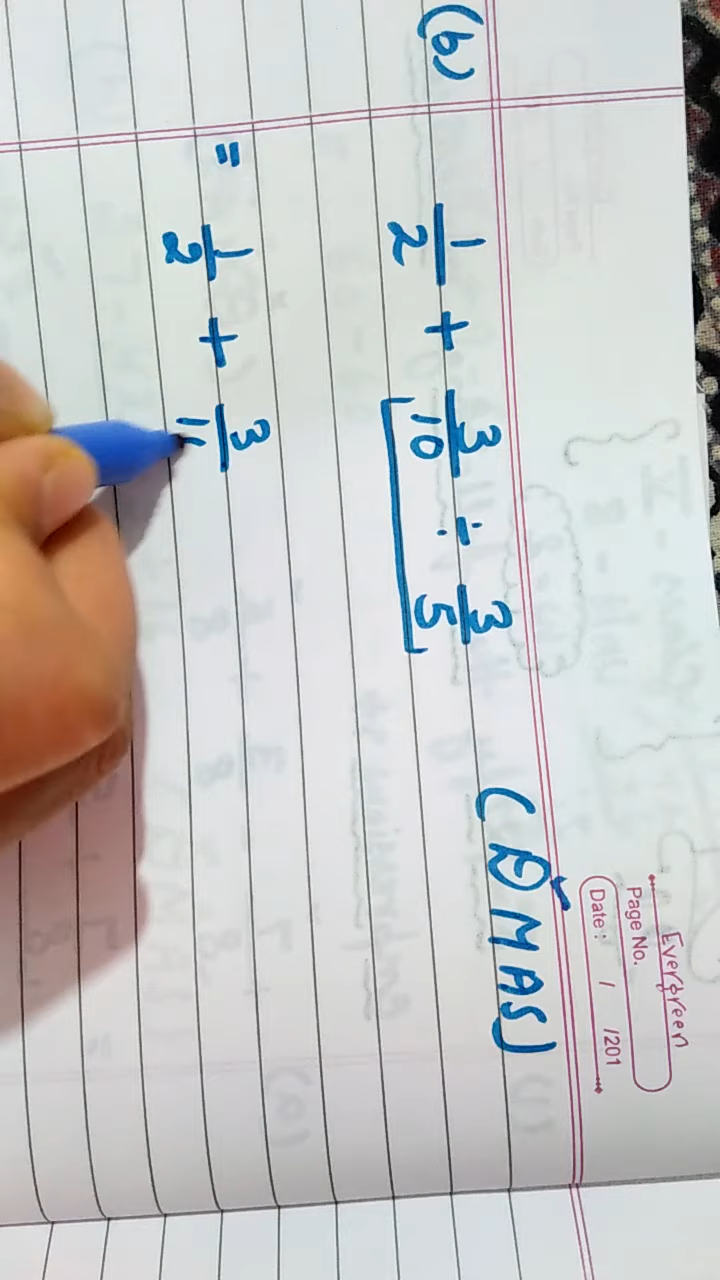 Evergreen
Page No.
Date : / /201
(DMAS)
(b) 1/2 + 3/10 ÷ 3/5
= 1/2 + 3/